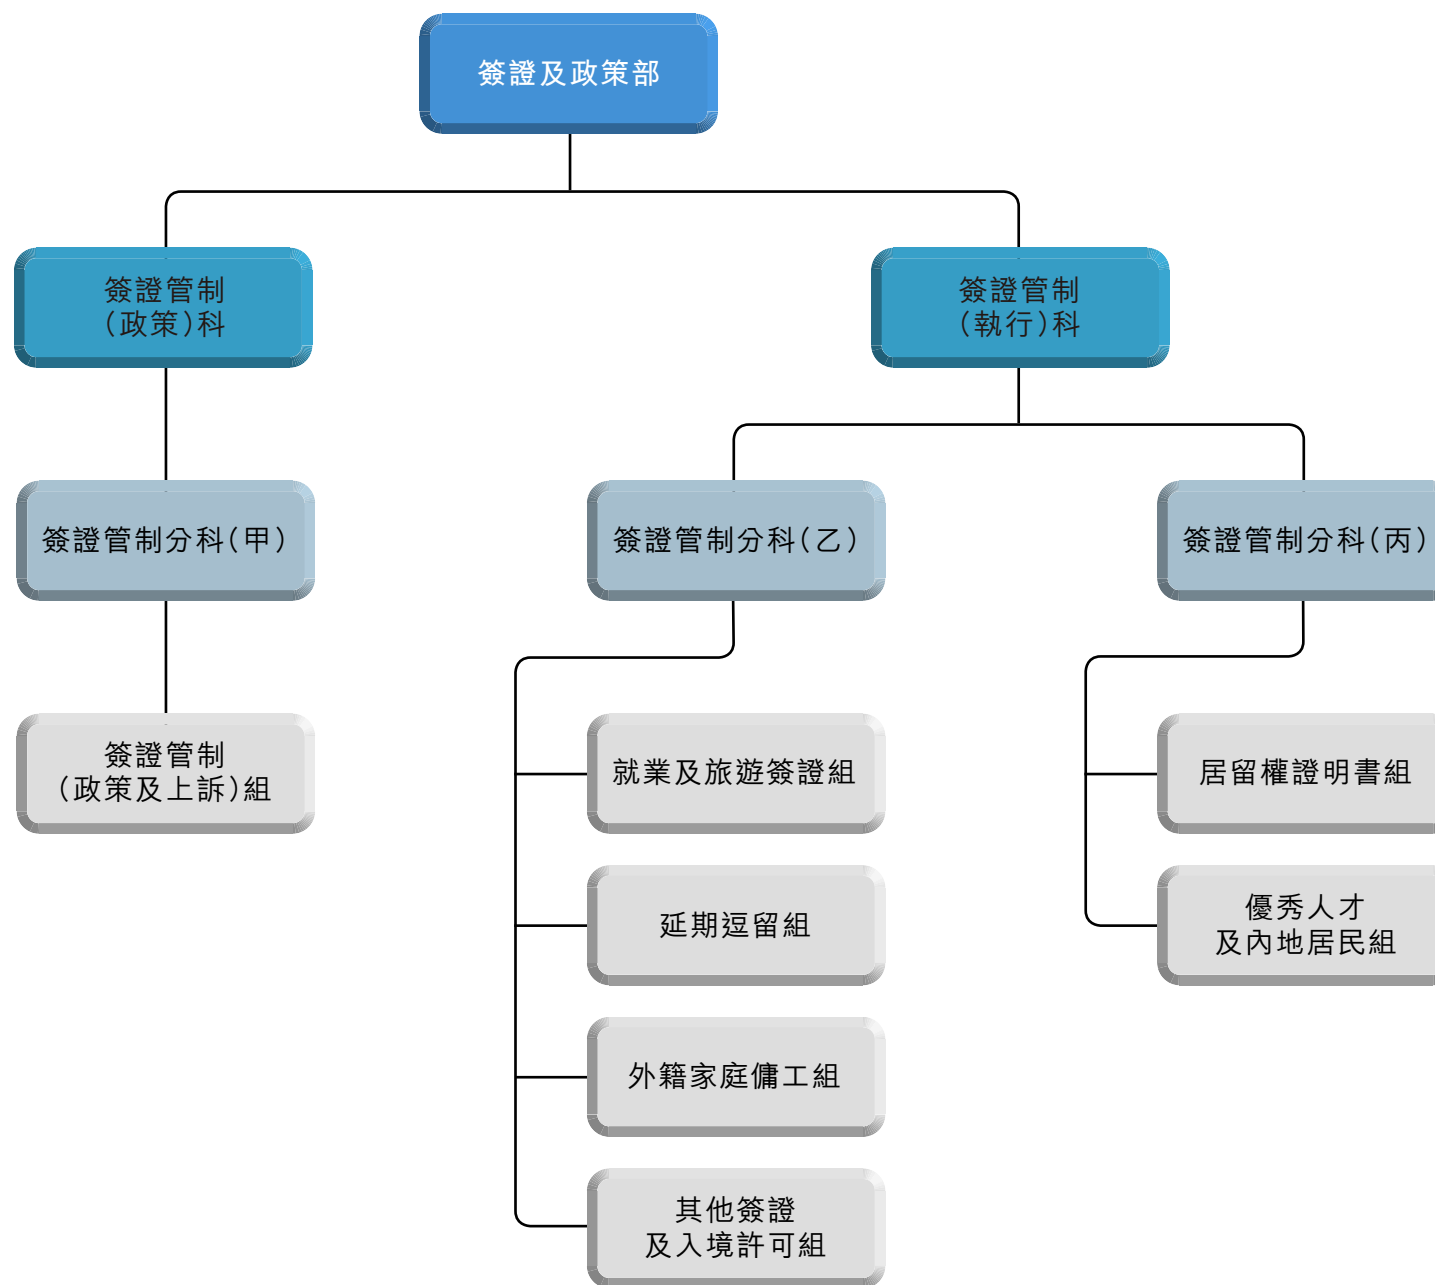 簽證及政策部
簽證管制
（政策）科
簽證管制
（執行）科
簽證管制分科（甲）
簽證管制分科（乙）
簽證管制分科（丙）
簽證管制
（政策及上訴）組
就業及旅遊簽證組
居留權證明書組
延期逗留組
優秀人才
及內地居民組
外籍家庭傭工組
其他簽證
及入境許可組